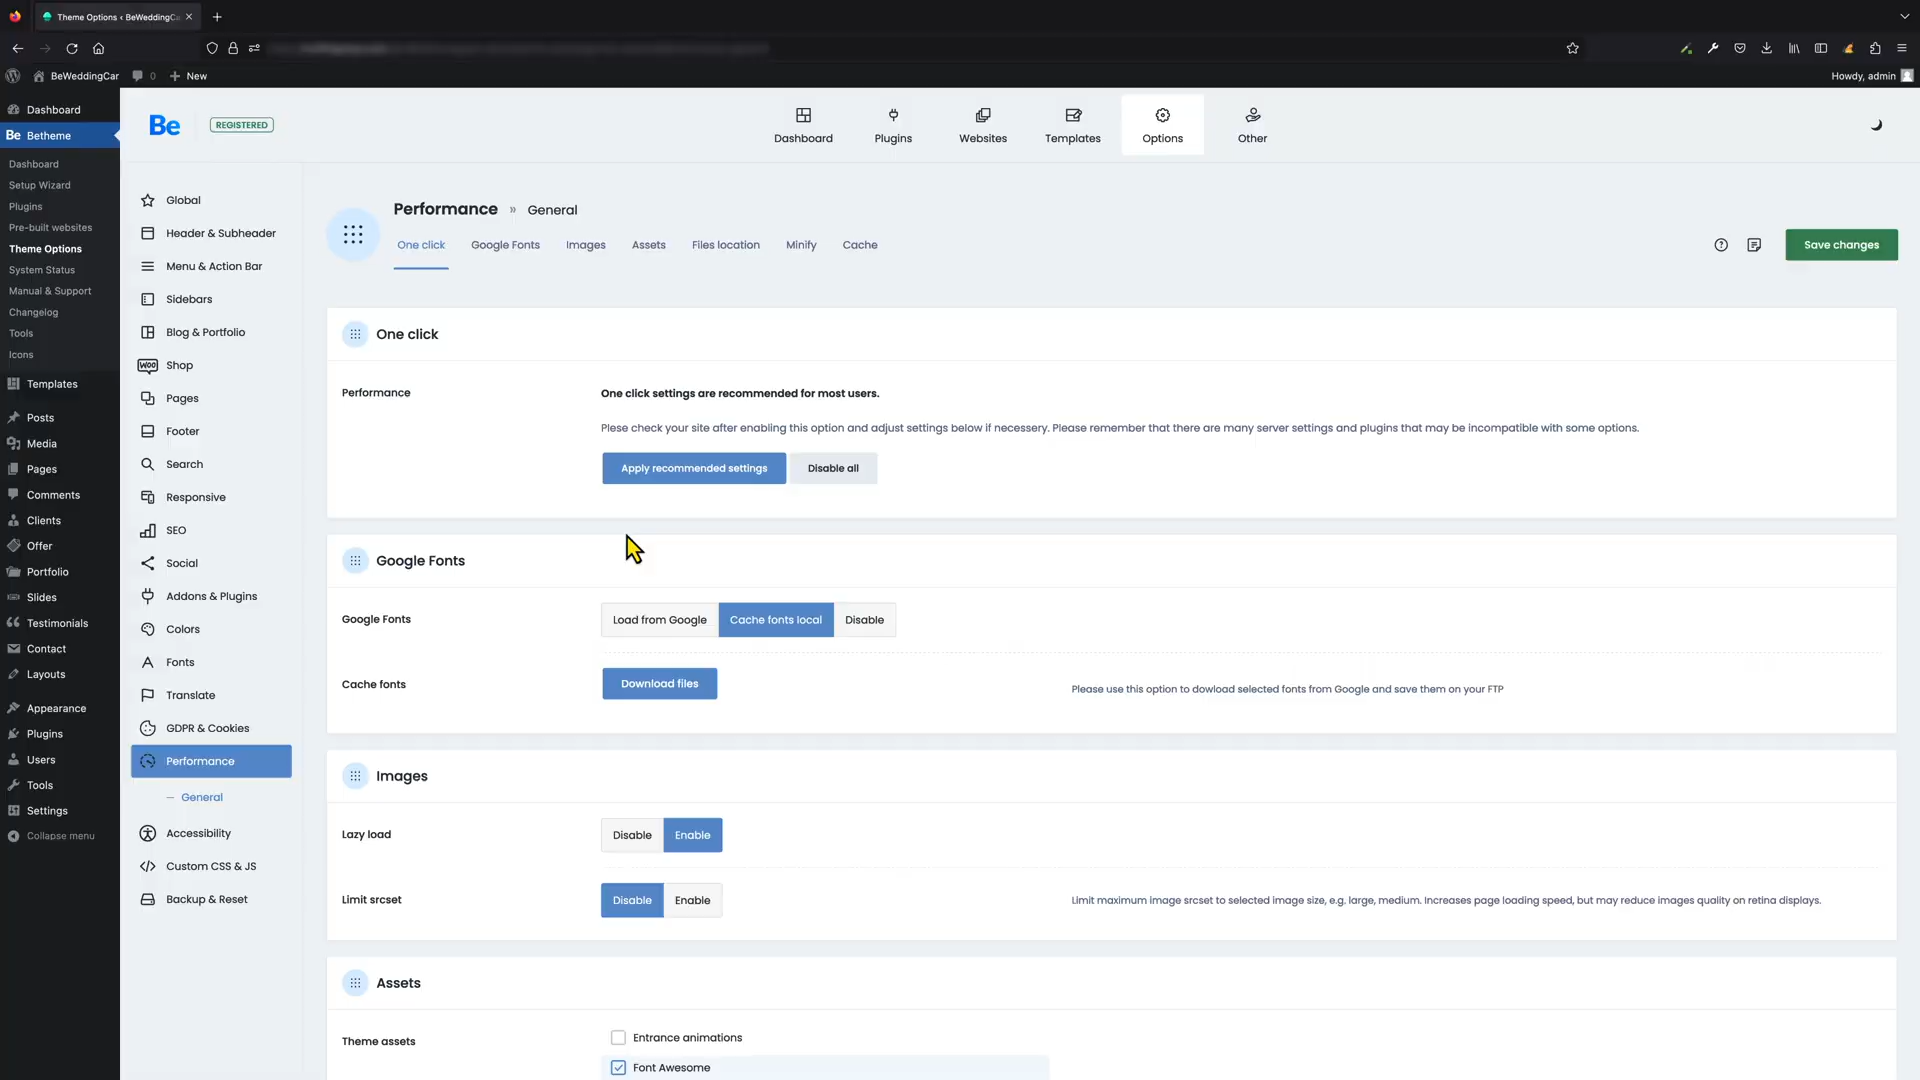 Theme Options ‹ BeWeddingCa
BeWeddingCar
0
New
Howdy, admin
Dashboard
Be Betheme
Dashboard
Setup Wizard
Plugins
Pre-built websites
Theme Options
System Status
Manual & Support
Changelog
Tools
Icons
Templates
Posts
Media
Pages
Comments
Clients
Offer
Portfolio
Slides
Testimonials
Contact
Layouts
Appearance
Plugins
Users
Tools
Settings
Collapse menu
Be
REGISTERED
Dashboard
Plugins
Websites
Templates
Options
Other
Global
Header & Subheader
Menu & Action Bar
Sidebars
Blog & Portfolio
Woo Shop
Pages
Footer
Search
Responsive
SEO
Social
Addons & Plugins
Colors
Fonts
Translate
GDPR & Cookies
Performance
– General
Accessibility
Custom CSS & JS
Backup & Reset
Performance » General
One click
Google Fonts
Images
Assets
Files location
Minify
Cache
Save changes
One click
Performance
One click settings are recommended for most users.
Plese check your site after enabling this option and adjust settings below if necessery. Please remember that there are many server settings and plugins that may be incompatible with some options.
Apply recommended settings
Disable all
Google Fonts
Google Fonts
Load from Google
Cache fonts local
Disable
Cache fonts
Download files
Please use this option to dowload selected fonts from Google and save them on your FTP
Images
Lazy load
Disable
Enable
Limit srcset
Disable
Enable
Limit maximum image srcset to selected image size, e.g. large, medium. Increases page loading speed, but may reduce images quality on retina displays.
Assets
Theme assets
Entrance animations
Font Awesome